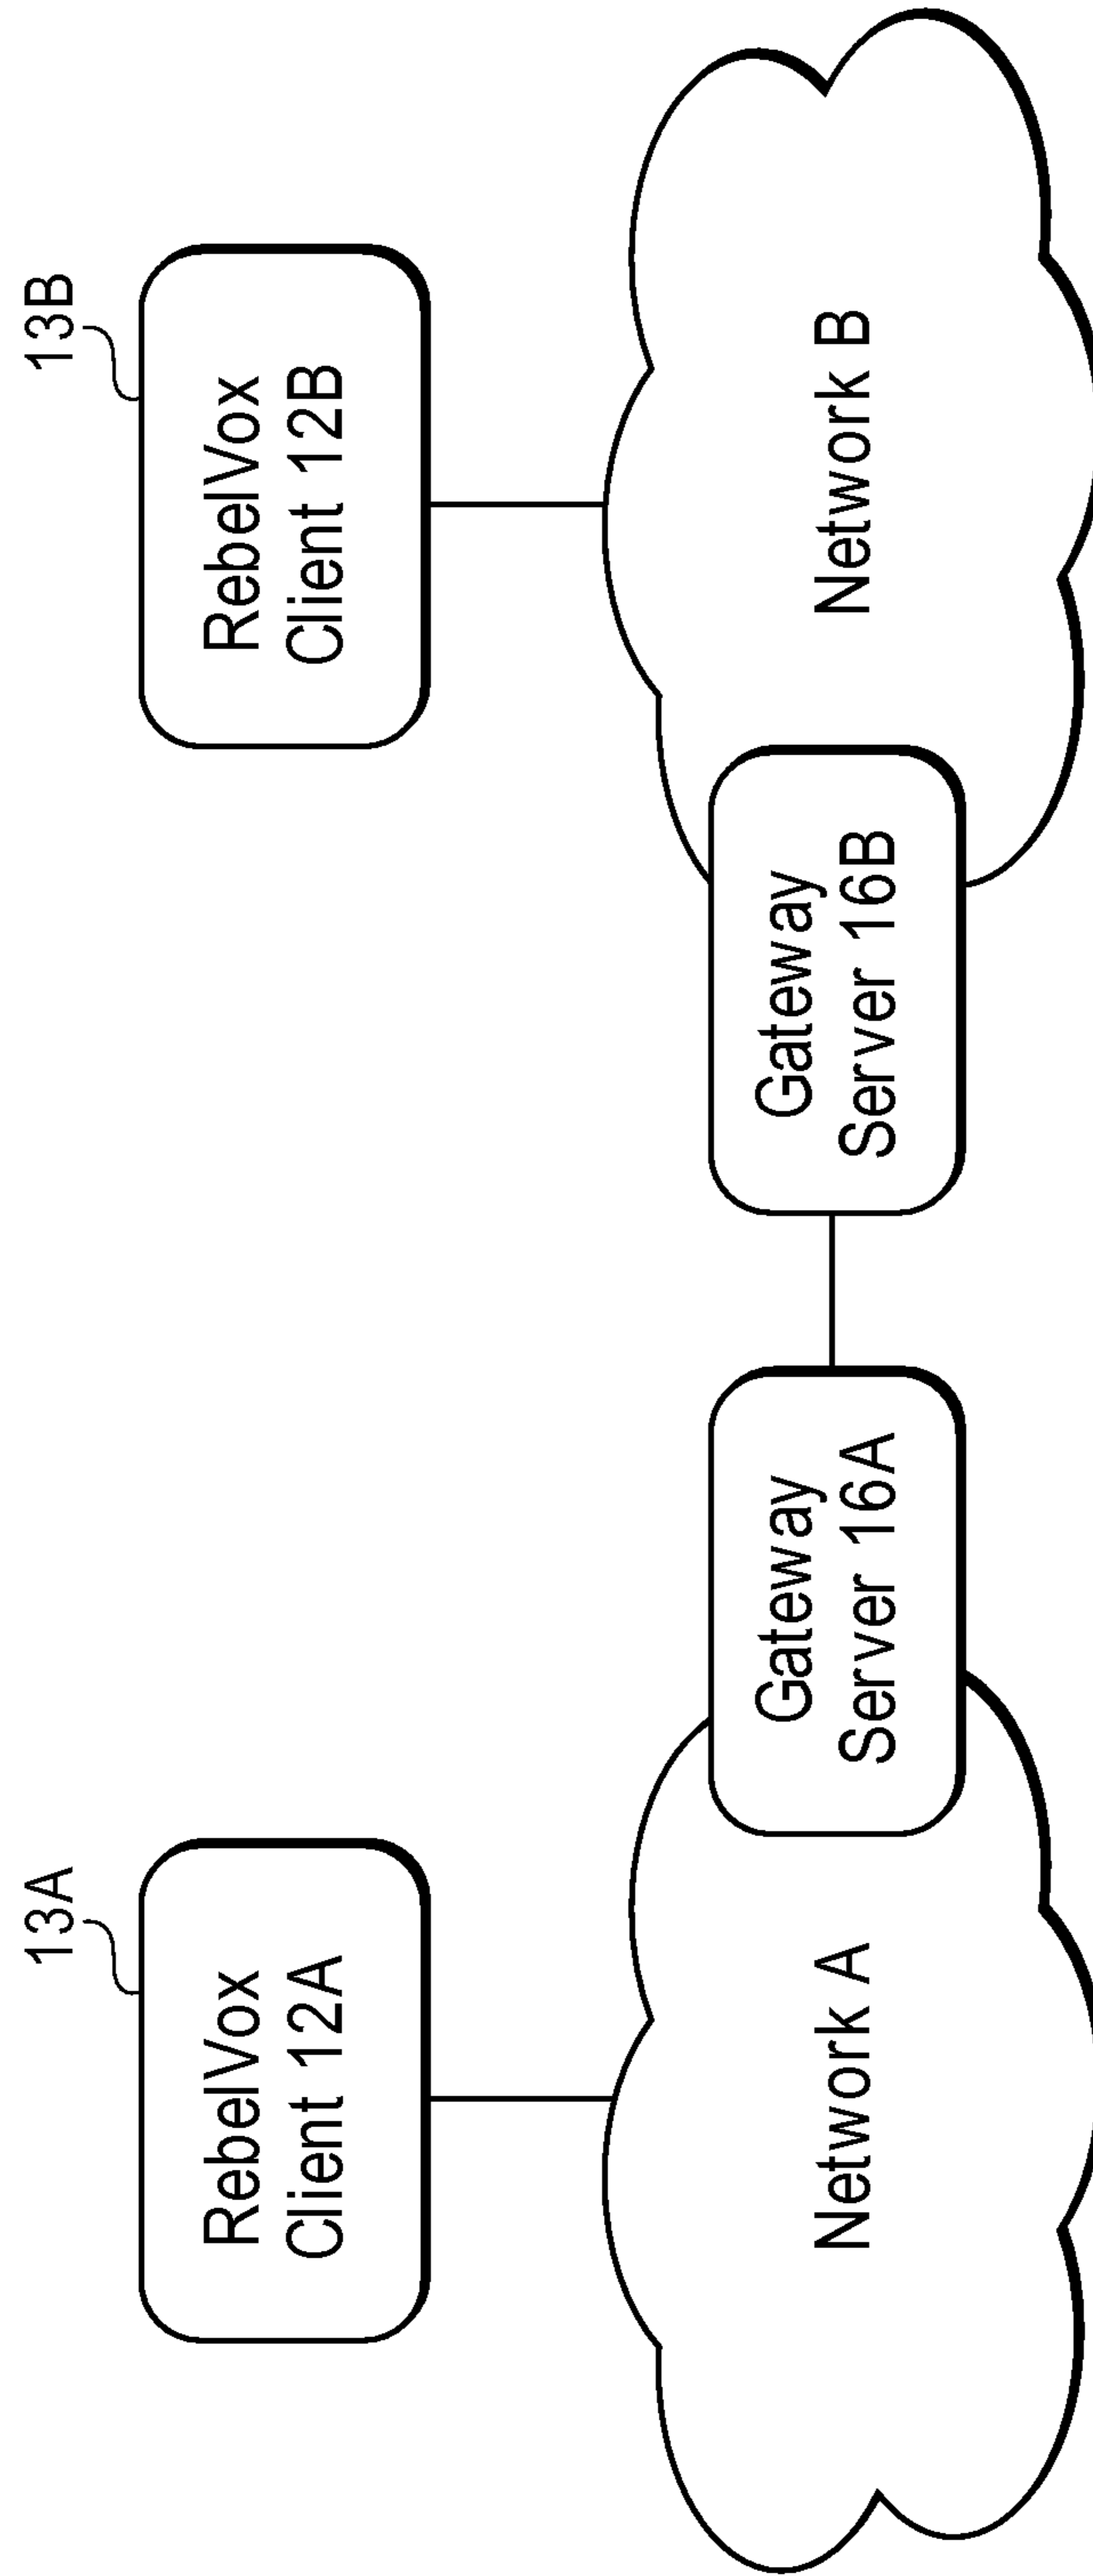 13A
13B
RebelVox
Client 12A
RebelVox
Client 12B
Network A
Gateway
Server 16A
Gateway
Server 16B
Network B